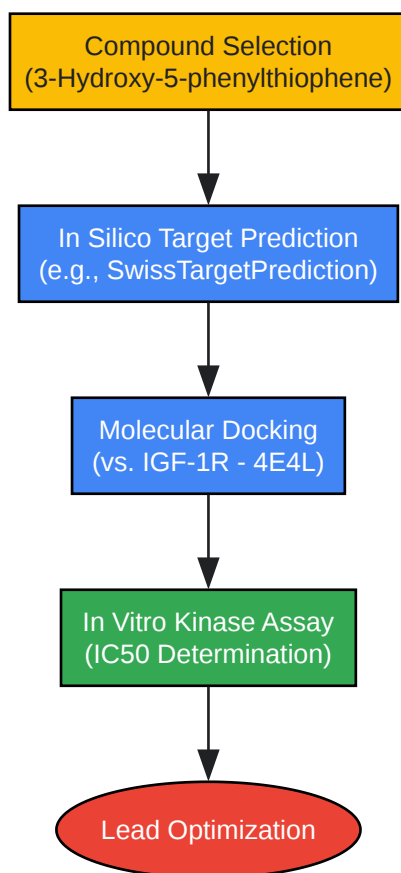 Compound Selection
(3-Hydroxy-5-phenylthiophene)
In Silico Target Prediction
(e.g., SwissTargetPrediction)
Molecular Docking
(vs. IGF-1R - 4E4L)
In Vitro Kinase Assay
(IC50 Determination)
Lead Optimization